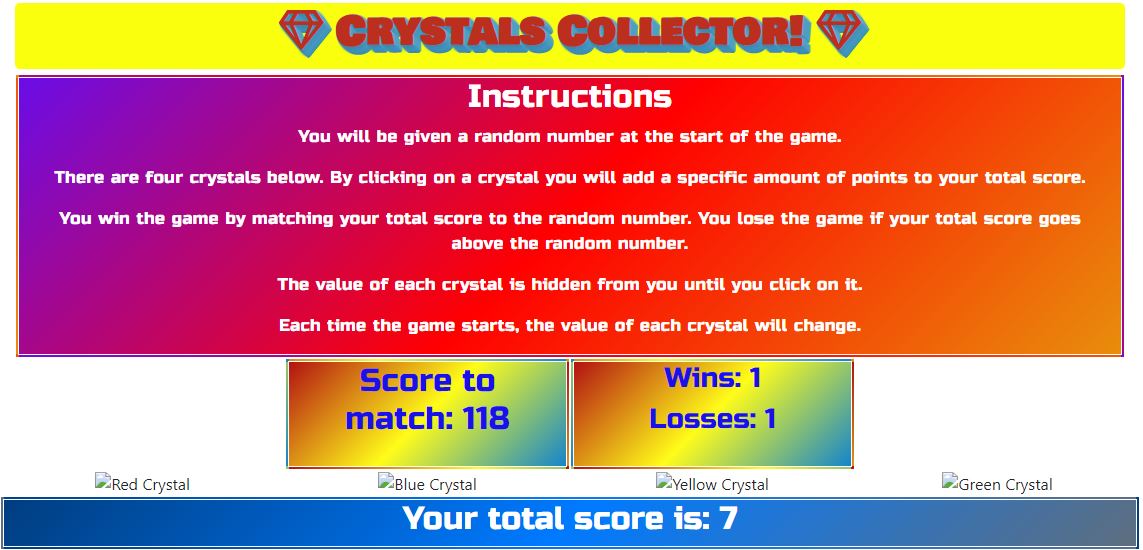 Crystals Collector!
Instructions
You will be given a random number at the start of the game.
There are four crystals below. By clicking on a crystal you will add a specific amount of points to your total score.
You win the game by matching your total score to the random number. You lose the game if your total score goes
above the random number.
The value of each crystal is hidden from you until you click on it.
Each time the game starts, the value of each crystal will change.
Score to
match: 118
Wins: 1
Losses: 1
Red Crystal
Blue Crystal
Yellow Crystal
Green Crystal
Your total score is: 7